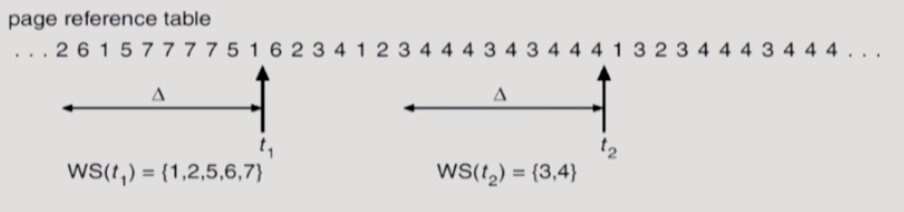 page reference table
. . . 2 6 1 5 7 7 7 7 5 1 6 2 3 4 1 2 3 4 4 4 3 4 3 4 4 4 1 3 2 3 4 4 4 3 4 4 4 . . .
Δ Δ
t₁ t₂
WS(t₁) = {1,2,5,6,7} WS(t₂) = {3,4}